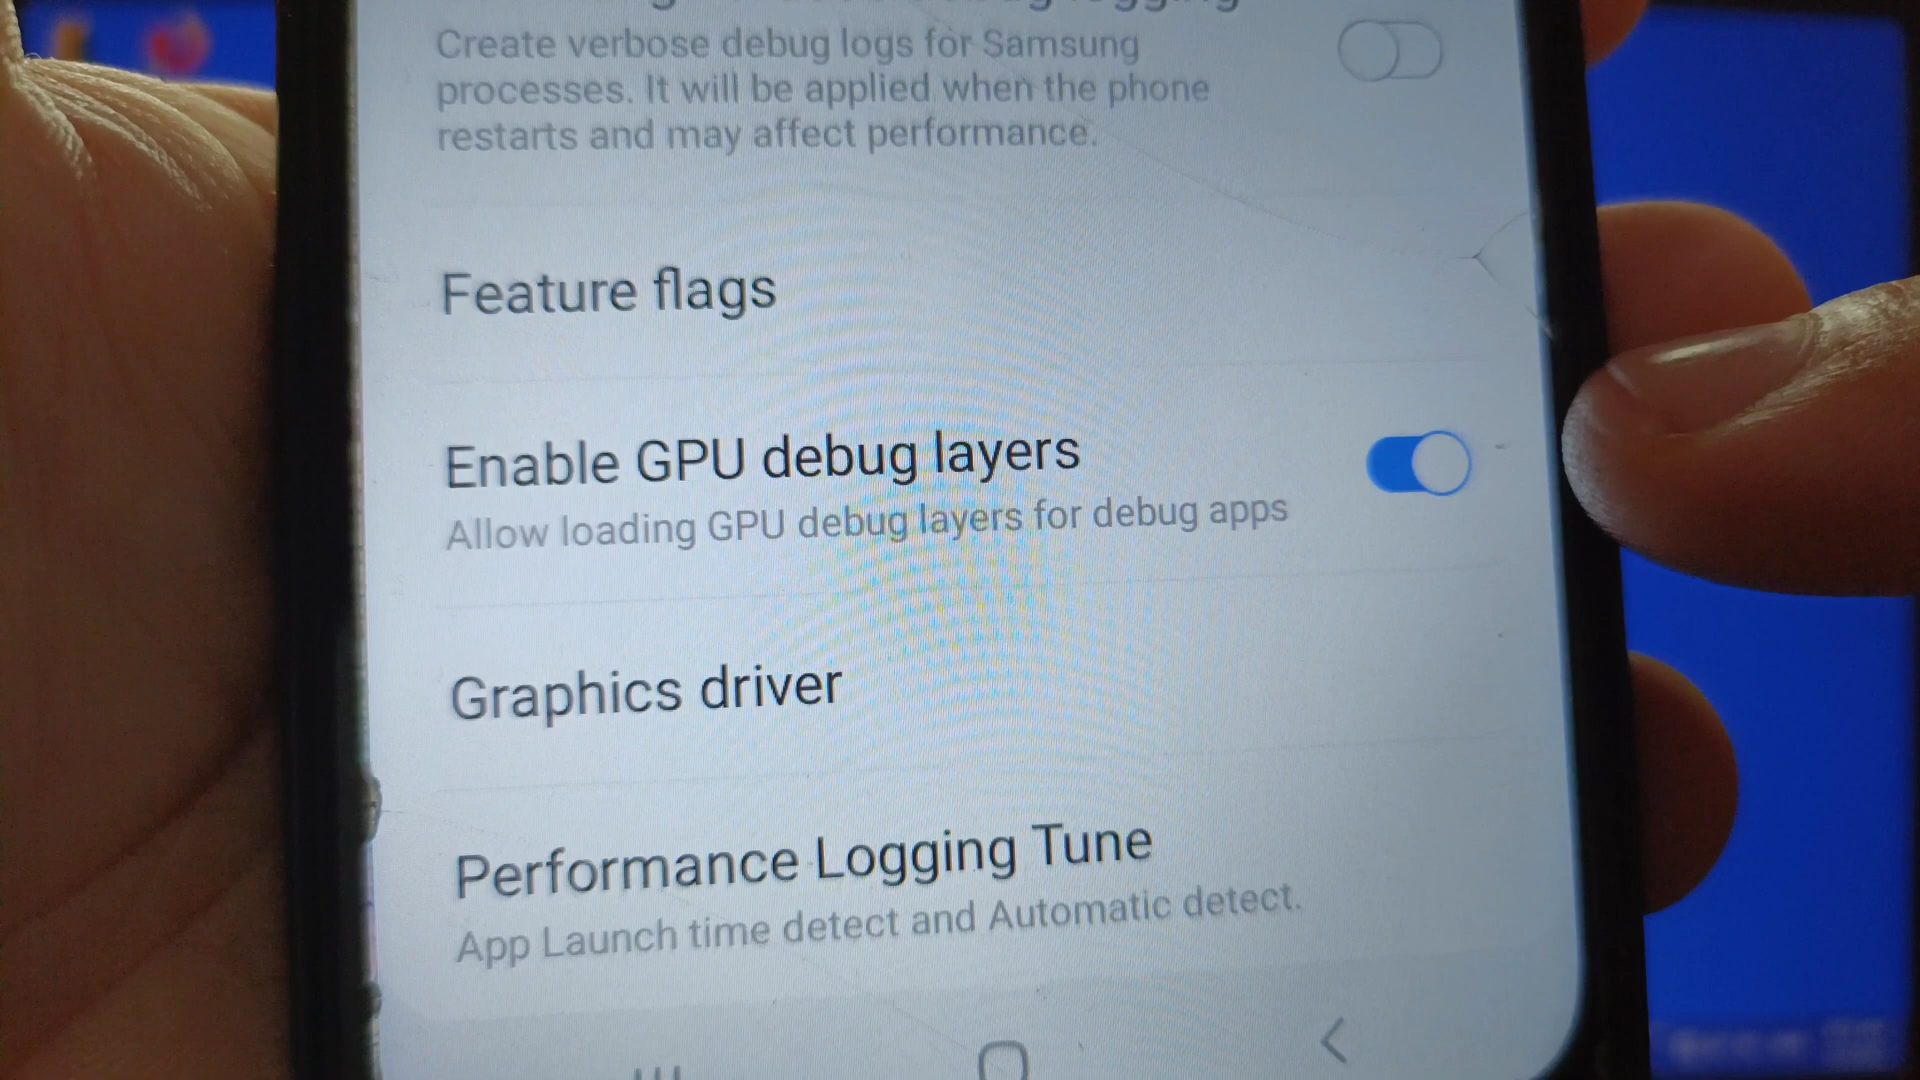 Create verbose debug logs for Samsung
processes. It will be applied when the phone
restarts and may affect performance.
Feature flags
Enable GPU debug layers
Allow loading GPU debug layers for debug apps
Graphics driver
Performance Logging Tune
App Launch time detect and Automatic detect.